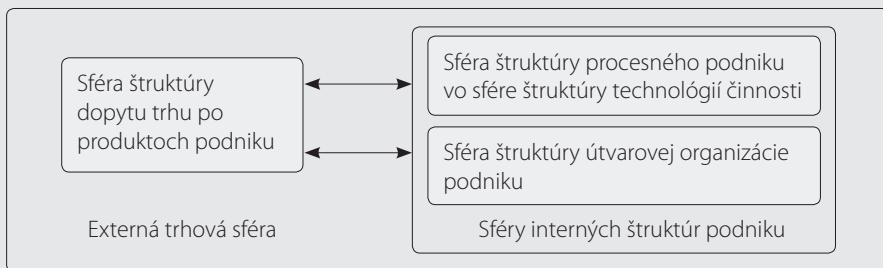 Sféra štruktúry
dopytu trhu po
produktoch podniku
Sféra štruktúry procesného podniku
vo sfére štruktúry technológií činnosti
Sféra štruktúry útvarovej organizácie
podniku
Externá trhová sféra
Sféry interných štruktúr podniku